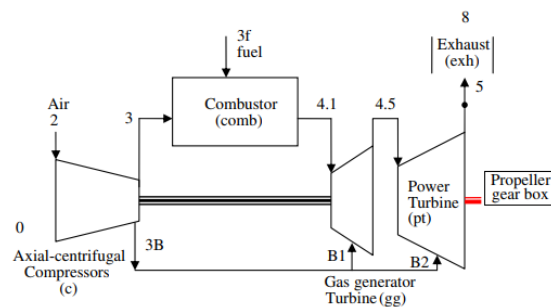 8
3f
fuel
Exhaust
(exh)
5
Air
2
3
Combustor
(comb)
4.1
4.5
Power
Turbine
(pt)
Propeller
gear box
0
3B
B1
B2
Axial-centrifugal
Compressors
(c)
Gas generator
Turbine (gg)